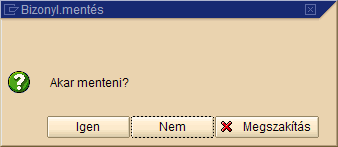 Bizonyl.mentés
Akar menteni?
Igen Nem Megszakítás